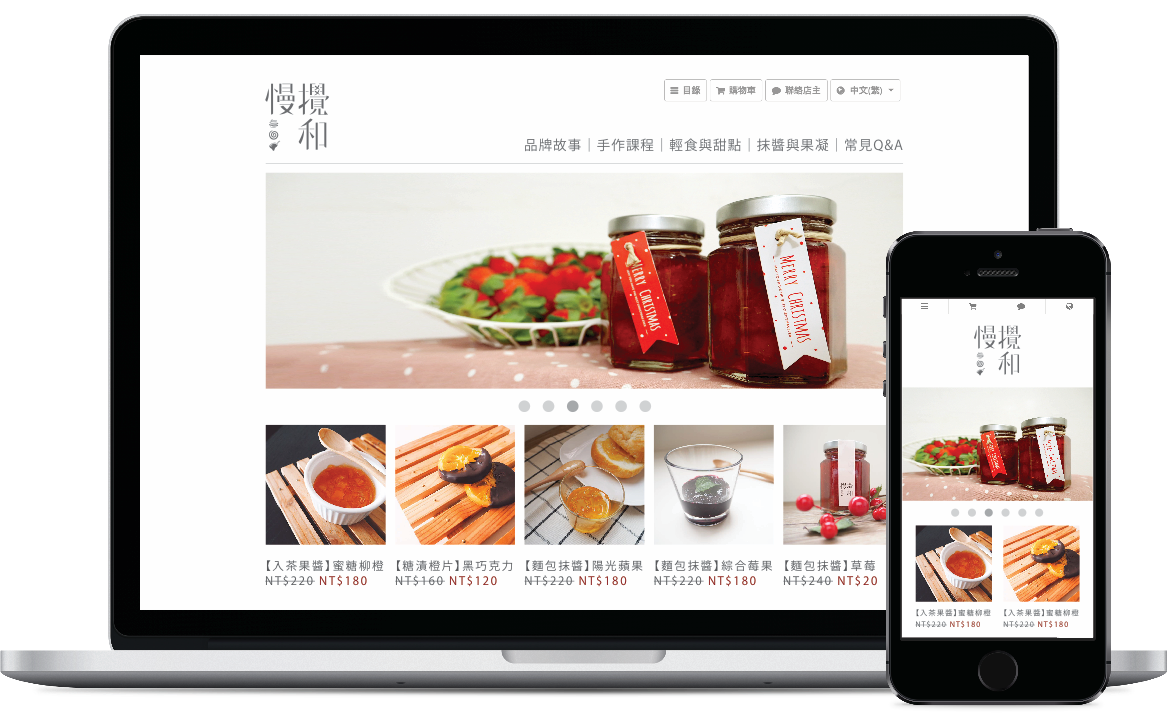 慢攪和
目錄
購物車
聯絡店主
中文(繁)
品牌故事｜手作課程｜輕食與甜點｜抹醬與果凝｜常見Q&A
MERRY CHRISTMAS
MERRY CHRISTMAS
【入茶果醬】蜜糖柳橙
NT$220 NT$180
【糖漬橙片】黑巧克力
NT$160 NT$120
【麵包抹醬】陽光蘋果
NT$220 NT$180
【麵包抹醬】綜合莓果
NT$220 NT$180
慢攪和
【麵包抹醬】草莓
NT$240 NT$20
慢攪和
【入茶果醬】蜜糖柳橙
NT$220 NT$180
【入茶果醬】蜜糖柳橙
NT$220 NT$180